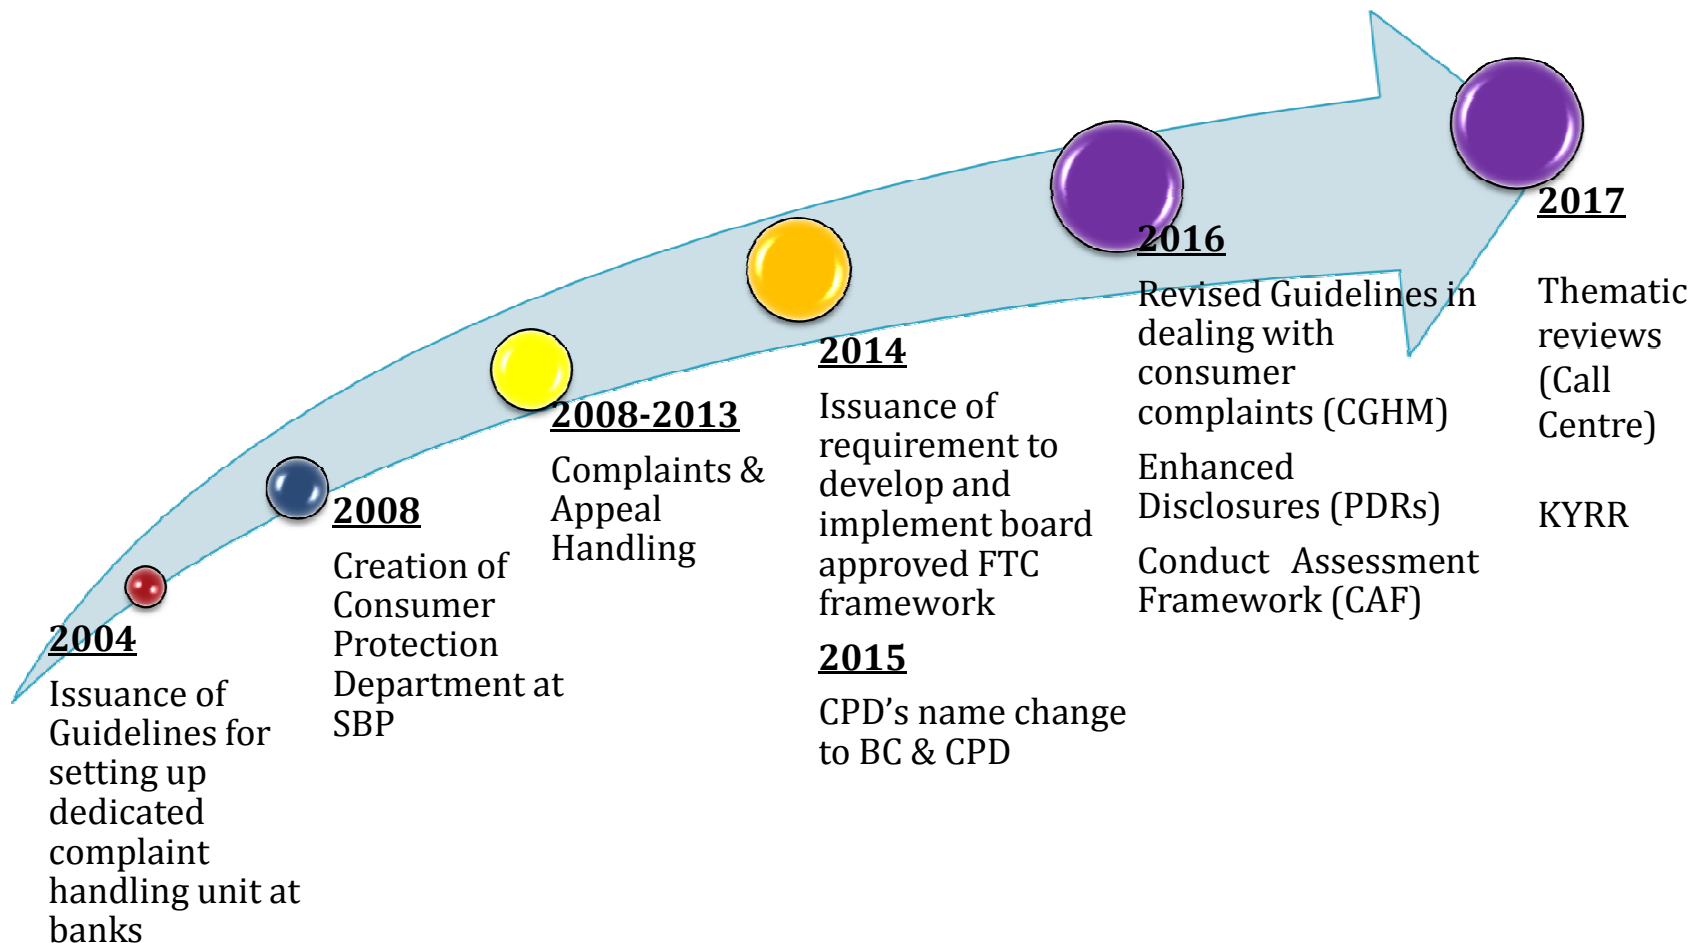 2004
Issuance of
Guidelines for
setting up
dedicated
complaint
handling unit at
banks
2008
Creation of
Consumer
Protection
Department at
SBP
2008-2013
Complaints &
Appeal
Handling
2014
Issuance of
requirement to
develop and
implement board
approved FTC
framework
2015
CPD’s name change
to BC & CPD
2016
Revised Guidelines in
dealing with
consumer
complaints (CGHM)
Enhanced
Disclosures (PDRs)
Conduct Assessment
Framework (CAF)
2017
Thematic
reviews
(Call
Centre)
KYRR